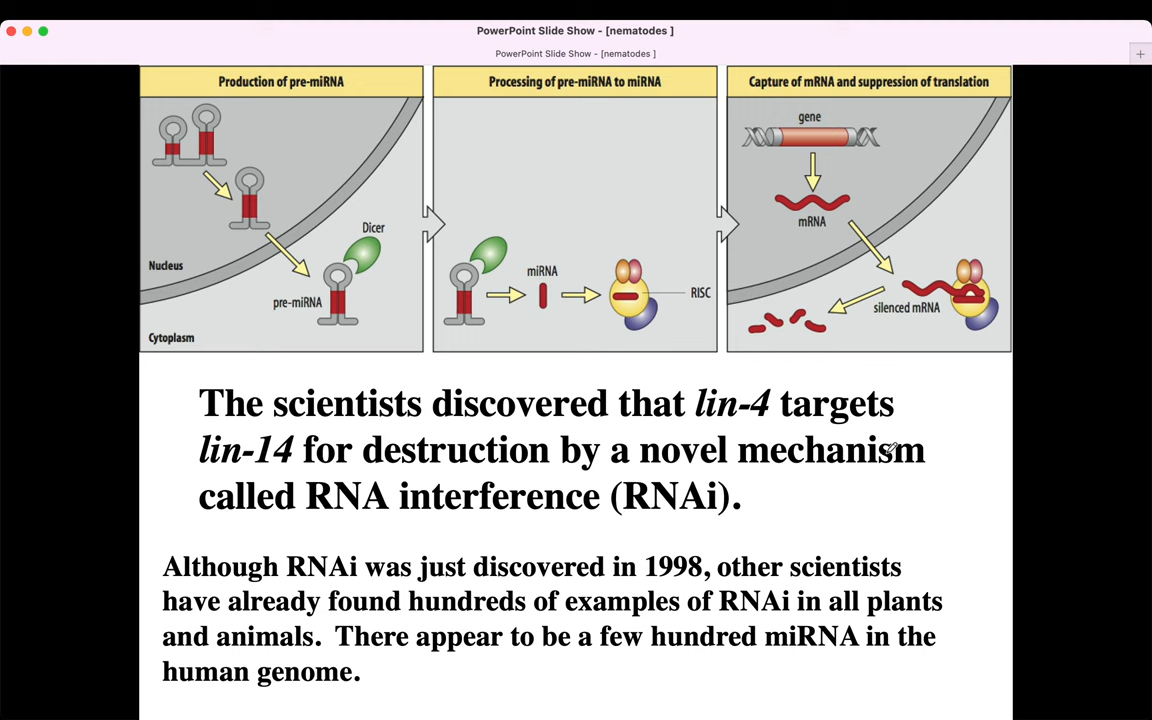 PowerPoint Slide Show - [nematodes ]
PowerPoint Slide Show - [nematodes ]
Production of pre-miRNA
Processing of pre-miRNA to miRNA
Capture of mRNA and suppression of translation
gene
mRNA
Dicer
Nucleus
pre-miRNA
Cytoplasm
miRNA
RISC
silenced mRNA
The scientists discovered that lin-4 targets
lin-14 for destruction by a novel mechanism
called RNA interference (RNAi).
Although RNAi was just discovered in 1998, other scientists
have already found hundreds of examples of RNAi in all plants
and animals. There appear to be a few hundred miRNA in the
human genome.